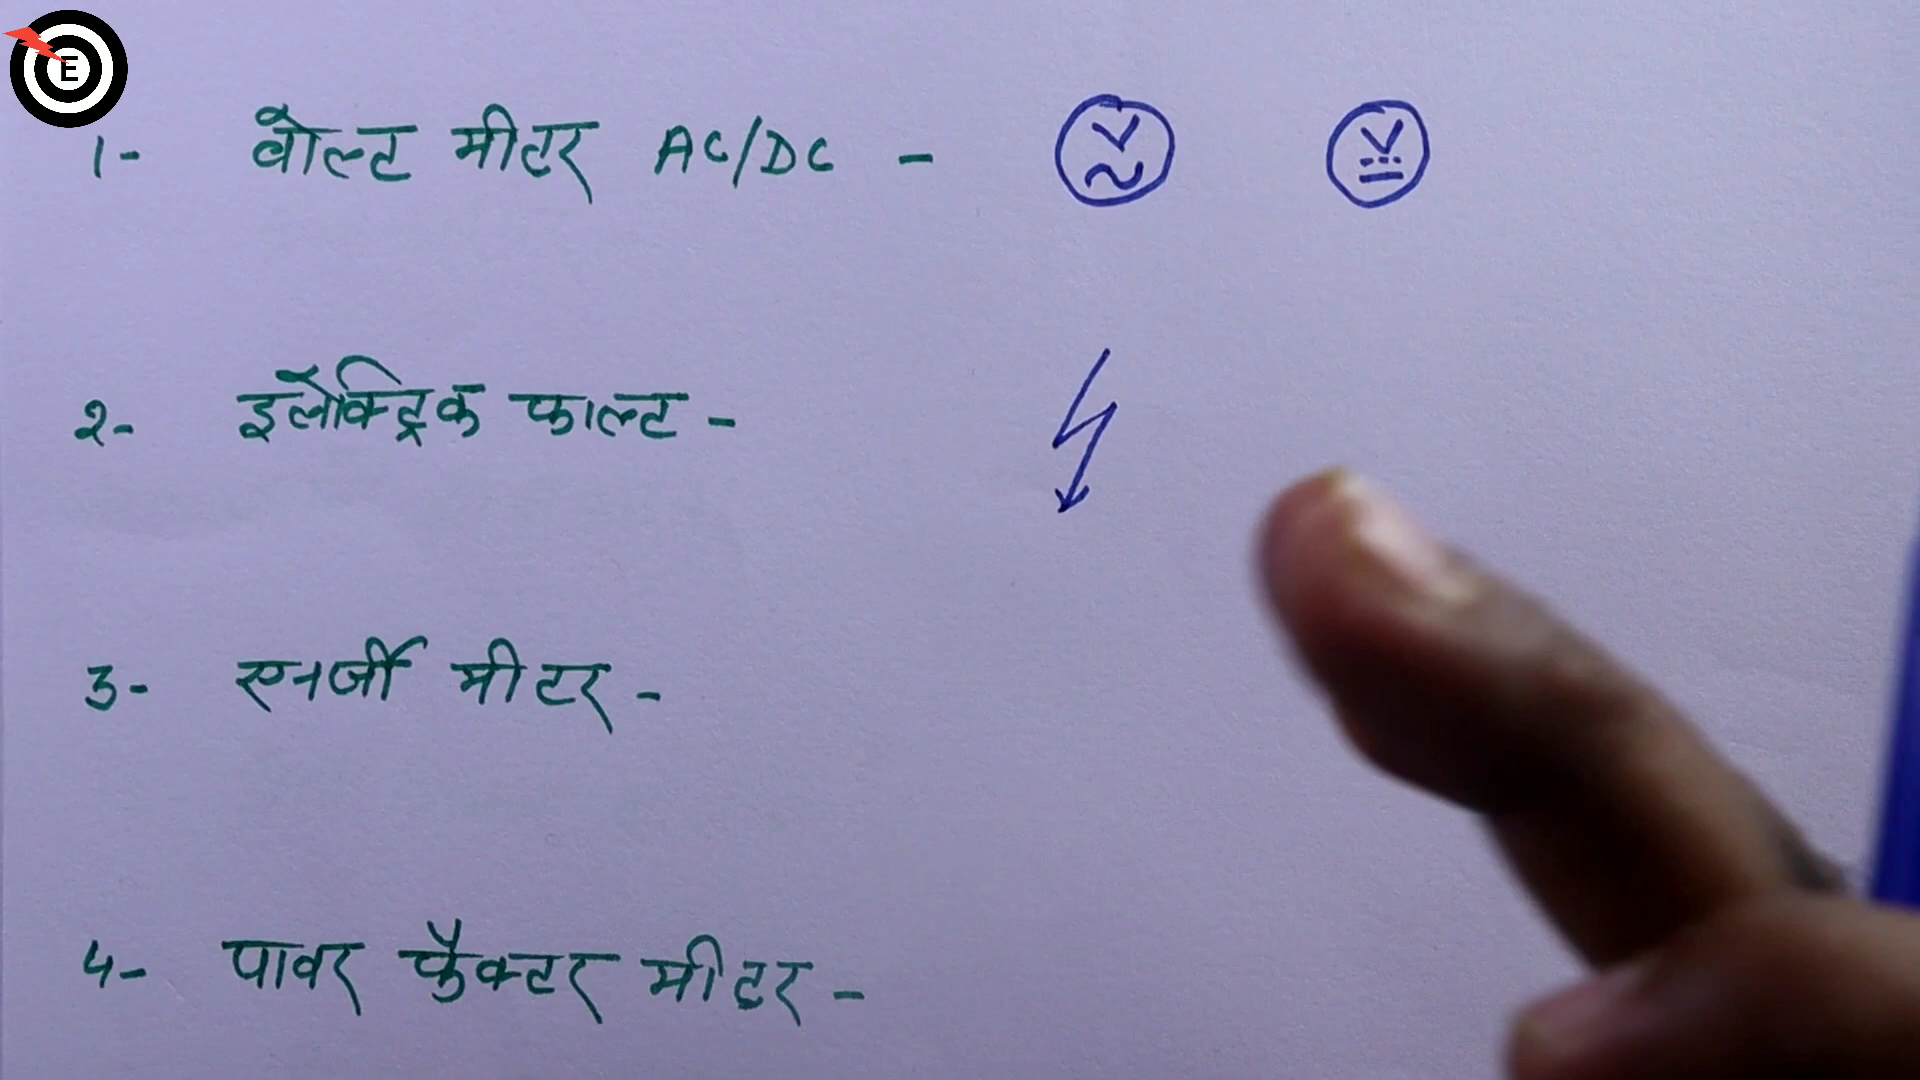 E
1- वोल्ट मीटर AC/DC - V ~ V
2- इलेक्ट्रिक फाल्ट -
3- एनर्जी मीटर -
4- पावर फैक्टर मीटर -